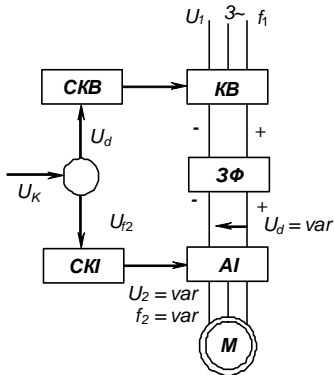 U1 3~ f1
СКВ
КВ
Ud
- +
ЗФ
UK
- +
Uf2
Ud = var
СКІ
АІ
U2 = var
f2 = var
М